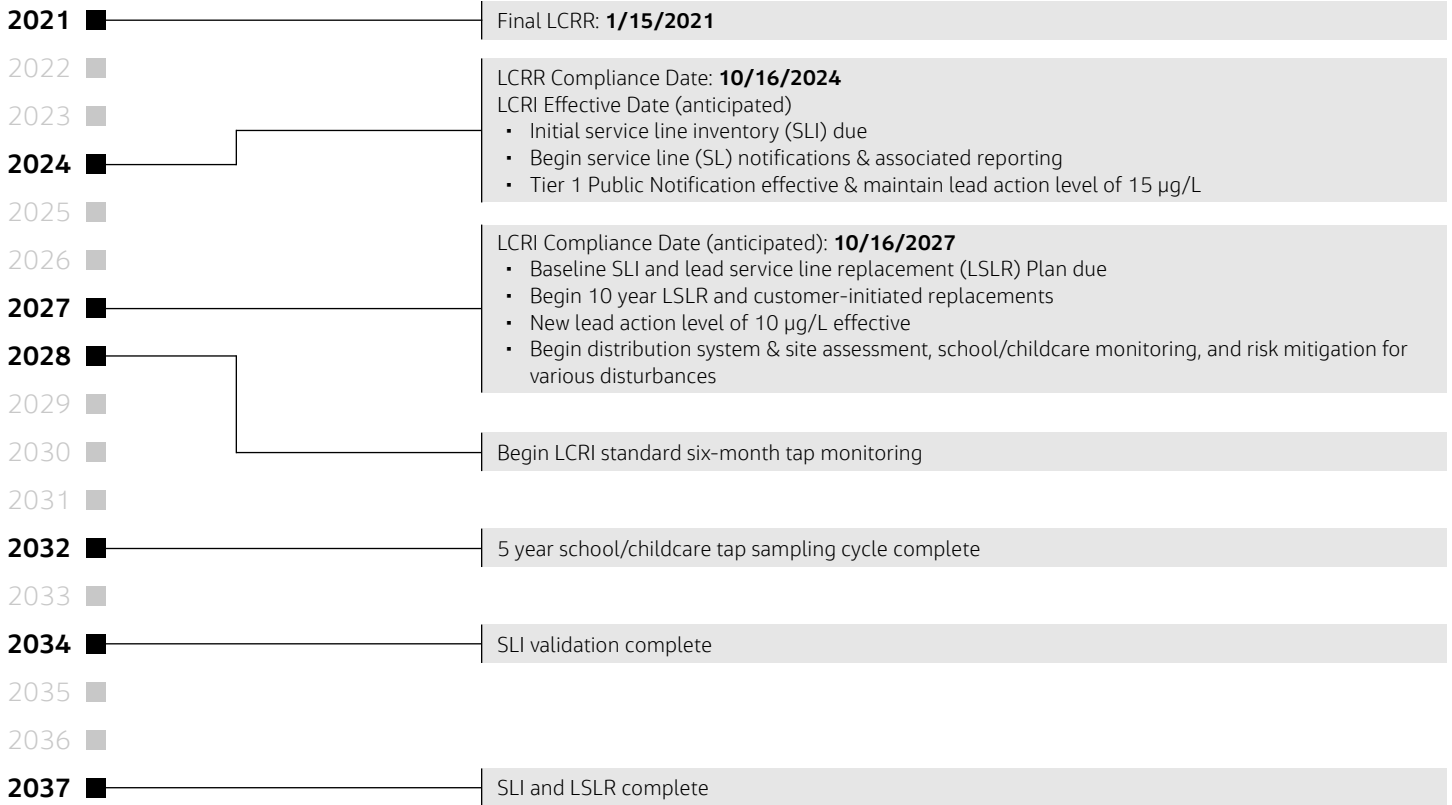 2021
Final LCRR: 1/15/2021
2022
2023
2024
LCRR Compliance Date: 10/16/2024
LCRI Effective Date (anticipated)
• Initial service line inventory (SLI) due
• Begin service line (SL) notifications & associated reporting
• Tier 1 Public Notification effective & maintain lead action level of 15 µg/L
2025
2026
2027
LCRI Compliance Date (anticipated): 10/16/2027
• Baseline SLI and lead service line replacement (LSLR) Plan due
• Begin 10 year LSLR and customer-initiated replacements
• New lead action level of 10 µg/L effective
• Begin distribution system & site assessment, school/childcare monitoring, and risk mitigation for
various disturbances
2028
Begin LCRI standard six-month tap monitoring
2029
2030
2031
2032
5 year school/childcare tap sampling cycle complete
2033
2034
SLI validation complete
2035
2036
2037
SLI and LSLR complete